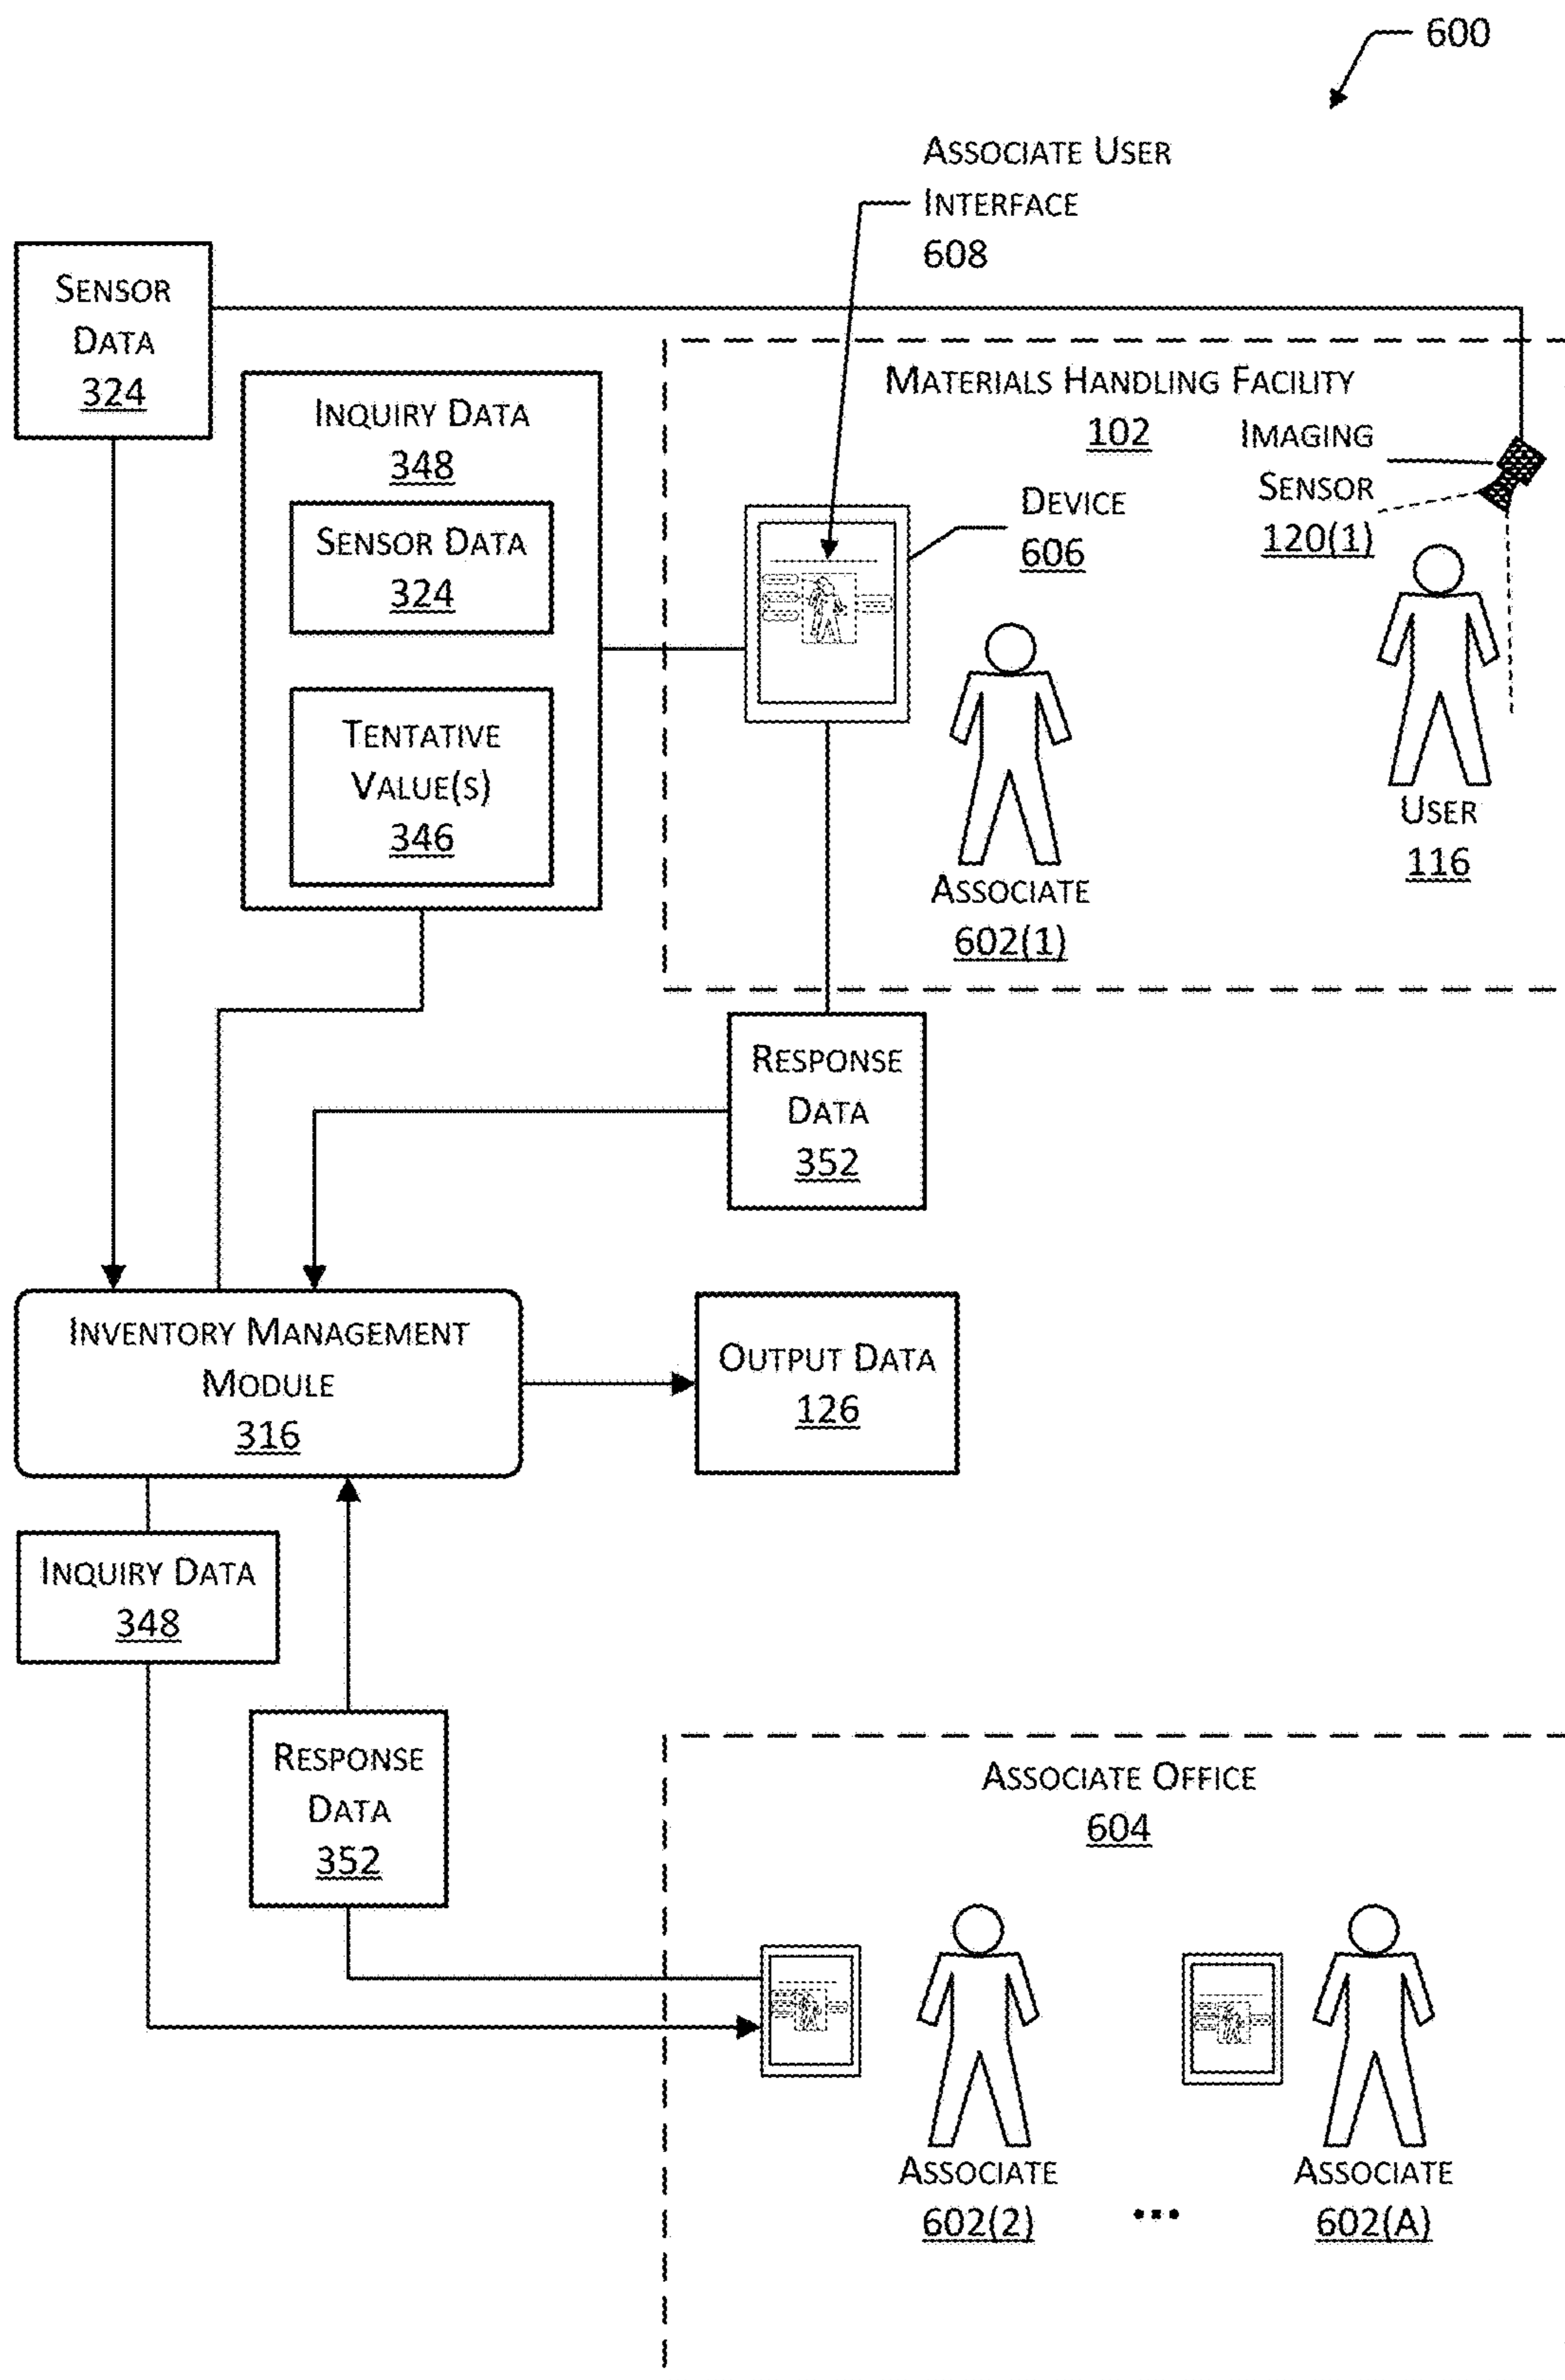 600
Associate User
Interface
608
Sensor
Data
324
Materials Handling Facility
102
Inquiry Data
348
Sensor Data
324
Tentative
Value(s)
346
Device
606
Imaging
Sensor
120(1)
User
116
Associate
602(1)
Response
Data
352
Inventory Management
Module
316
Output Data
126
Inquiry Data
348
Response
Data
352
Associate Office
604
Associate
602(2)
...
Associate
602(A)